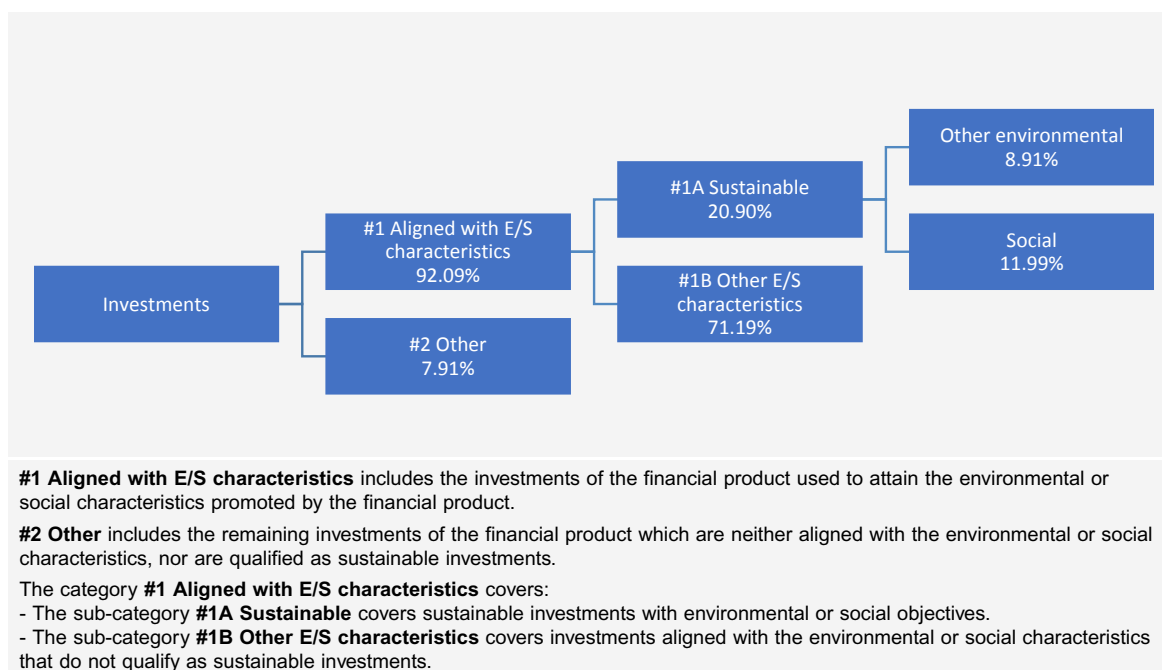 Investments
#1 Aligned with E/S
characteristics
92.09%
#2 Other
7.91%
#1A Sustainable
20.90%
#1B Other E/S
characteristics
71.19%
Other environmental
8.91%
Social
11.99%
#1 Aligned with E/S characteristics includes the investments of the financial product used to attain the environmental or
social characteristics promoted by the financial product.
#2 Other includes the remaining investments of the financial product which are neither aligned with the environmental or social
characteristics, nor are qualified as sustainable investments.
The category #1 Aligned with E/S characteristics covers:
- The sub-category #1A Sustainable covers sustainable investments with environmental or social objectives.
- The sub-category #1B Other E/S characteristics covers investments aligned with the environmental or social characteristics
that do not qualify as sustainable investments.